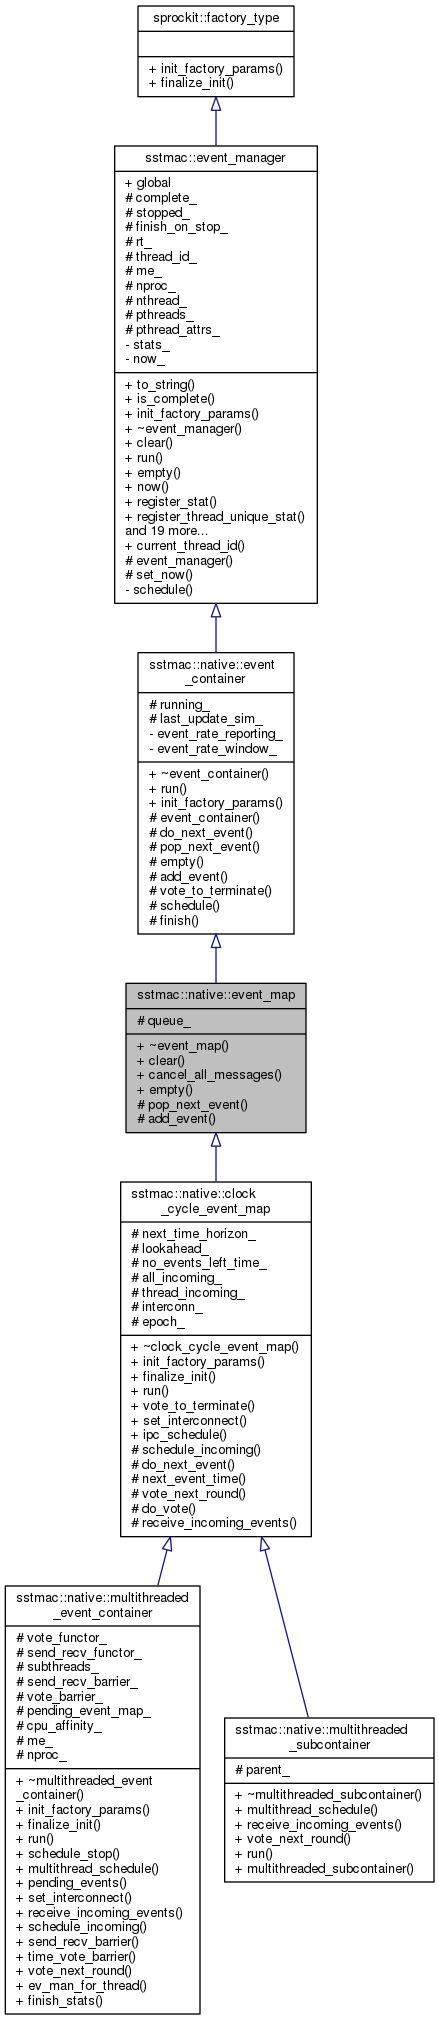 sprockit::factory_type
+ init_factory_params()
+ finalize_init()
sstmac::event_manager
+ global
# complete_
# stopped_
# finish_on_stop_
# rt_
# thread_id_
# me_
# nproc_
# nthread_
# pthreads_
# pthread_attrs_
- stats_
- now_
+ to_string()
+ is_complete()
+ init_factory_params()
+ ~event_manager()
+ clear()
+ run()
+ empty()
+ now()
+ register_stat()
+ register_thread_unique_stat()
and 19 more...
+ current_thread_id()
# event_manager()
# set_now()
- schedule()
sstmac::native::event
_container
# running_
# last_update_sim_
- event_rate_reporting_
- event_rate_window_
+ ~event_container()
+ run()
+ init_factory_params()
# event_container()
# do_next_event()
# pop_next_event()
# empty()
# add_event()
# vote_to_terminate()
# schedule()
# finish()
sstmac::native::event_map
# queue_
+ ~event_map()
+ clear()
+ cancel_all_messages()
+ empty()
# pop_next_event()
# add_event()
sstmac::native::clock
_cycle_event_map
# next_time_horizon_
# lookahead_
# no_events_left_time_
# all_incoming_
# thread_incoming_
# interconn_
# epoch_
+ ~clock_cycle_event_map()
+ init_factory_params()
+ finalize_init()
+ run()
+ vote_to_terminate()
+ set_interconnect()
+ ipc_schedule()
# schedule_incoming()
# do_next_event()
# next_event_time()
# vote_next_round()
# do_vote()
# receive_incoming_events()
sstmac::native::multithreaded
_event_container
# vote_functor_
# send_recv_functor_
# subthreads_
# send_recv_barrier_
# vote_barrier_
# pending_event_map_
# cpu_affinity_
# me_
# nproc_
+ ~multithreaded_event
_container()
+ init_factory_params()
+ finalize_init()
+ run()
+ schedule_stop()
+ multithread_schedule()
+ pending_events()
+ set_interconnect()
+ receive_incoming_events()
+ schedule_incoming()
+ send_recv_barrier()
+ time_vote_barrier()
+ vote_next_round()
+ ev_man_for_thread()
+ finish_stats()
sstmac::native::multithreaded
_subcontainer
# parent_
+ ~multithreaded_subcontainer()
+ multithread_schedule()
+ receive_incoming_events()
+ vote_next_round()
+ run()
+ multithreaded_subcontainer()